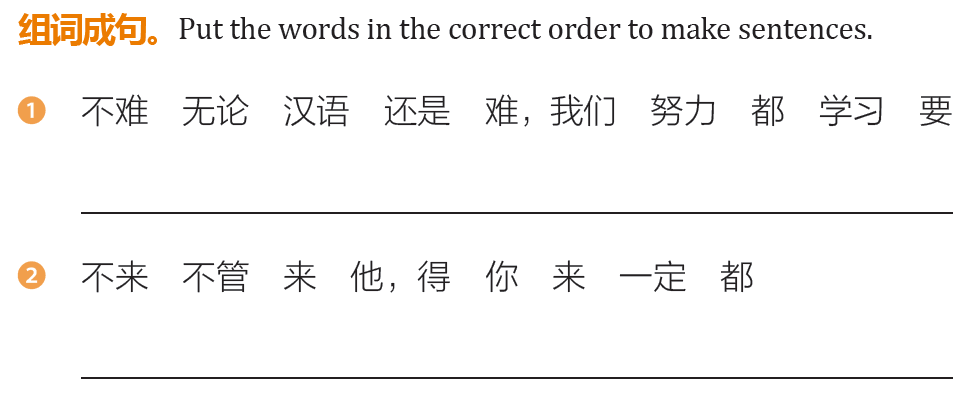 组词成句。Put the words in the correct order to make sentences.
1 不难 无论 汉语 还是 难，我们 努力 都 学习 要
2 不来 不管 来 他，得 你 来 一定 都